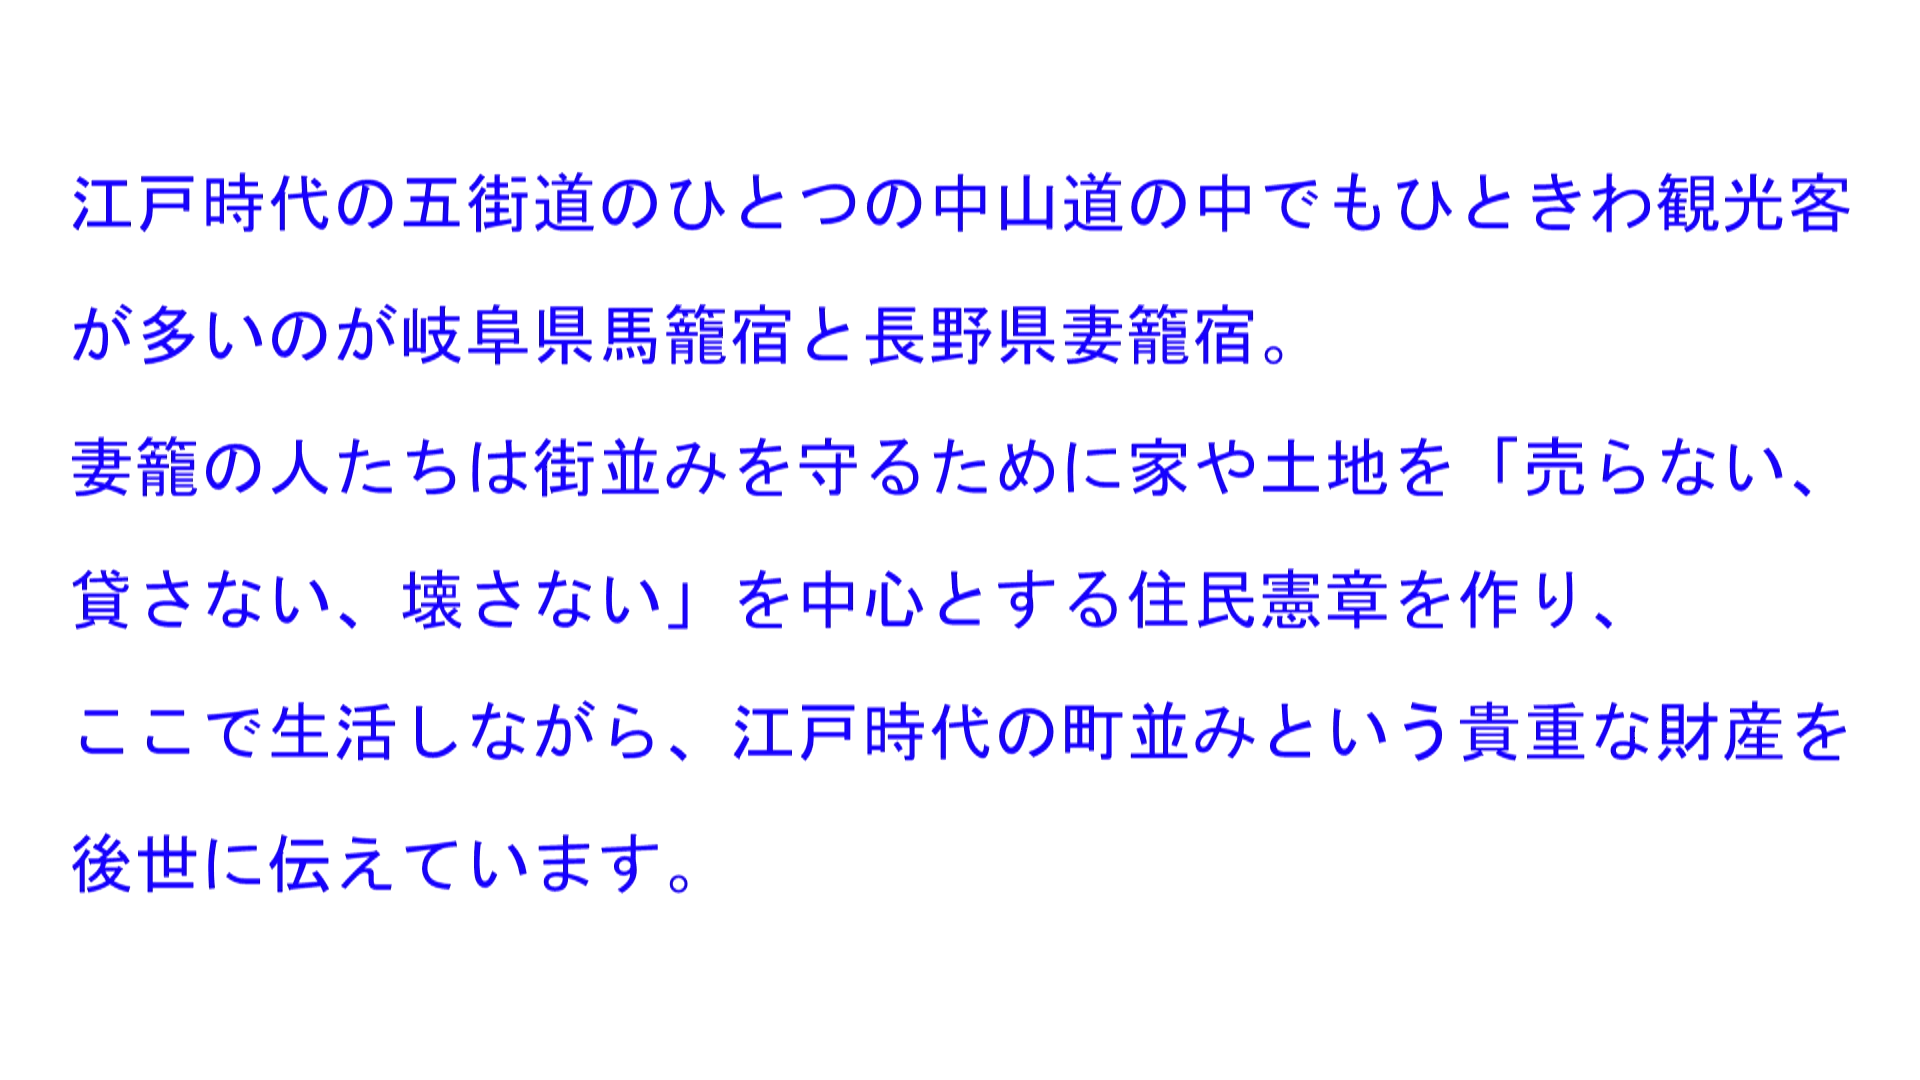 江戸時代の五街道のひとつの中山道の中でもひときわ観光客
が多いのが岐阜県馬籠宿と長野県妻籠宿。
妻籠の人たちは街並みを守るために家や土地を「売らない、
貸さない、壊さない」を中心とする住民憲章を作り、
ここで生活しながら、江戸時代の町並みという貴重な財産を
後世に伝えています。